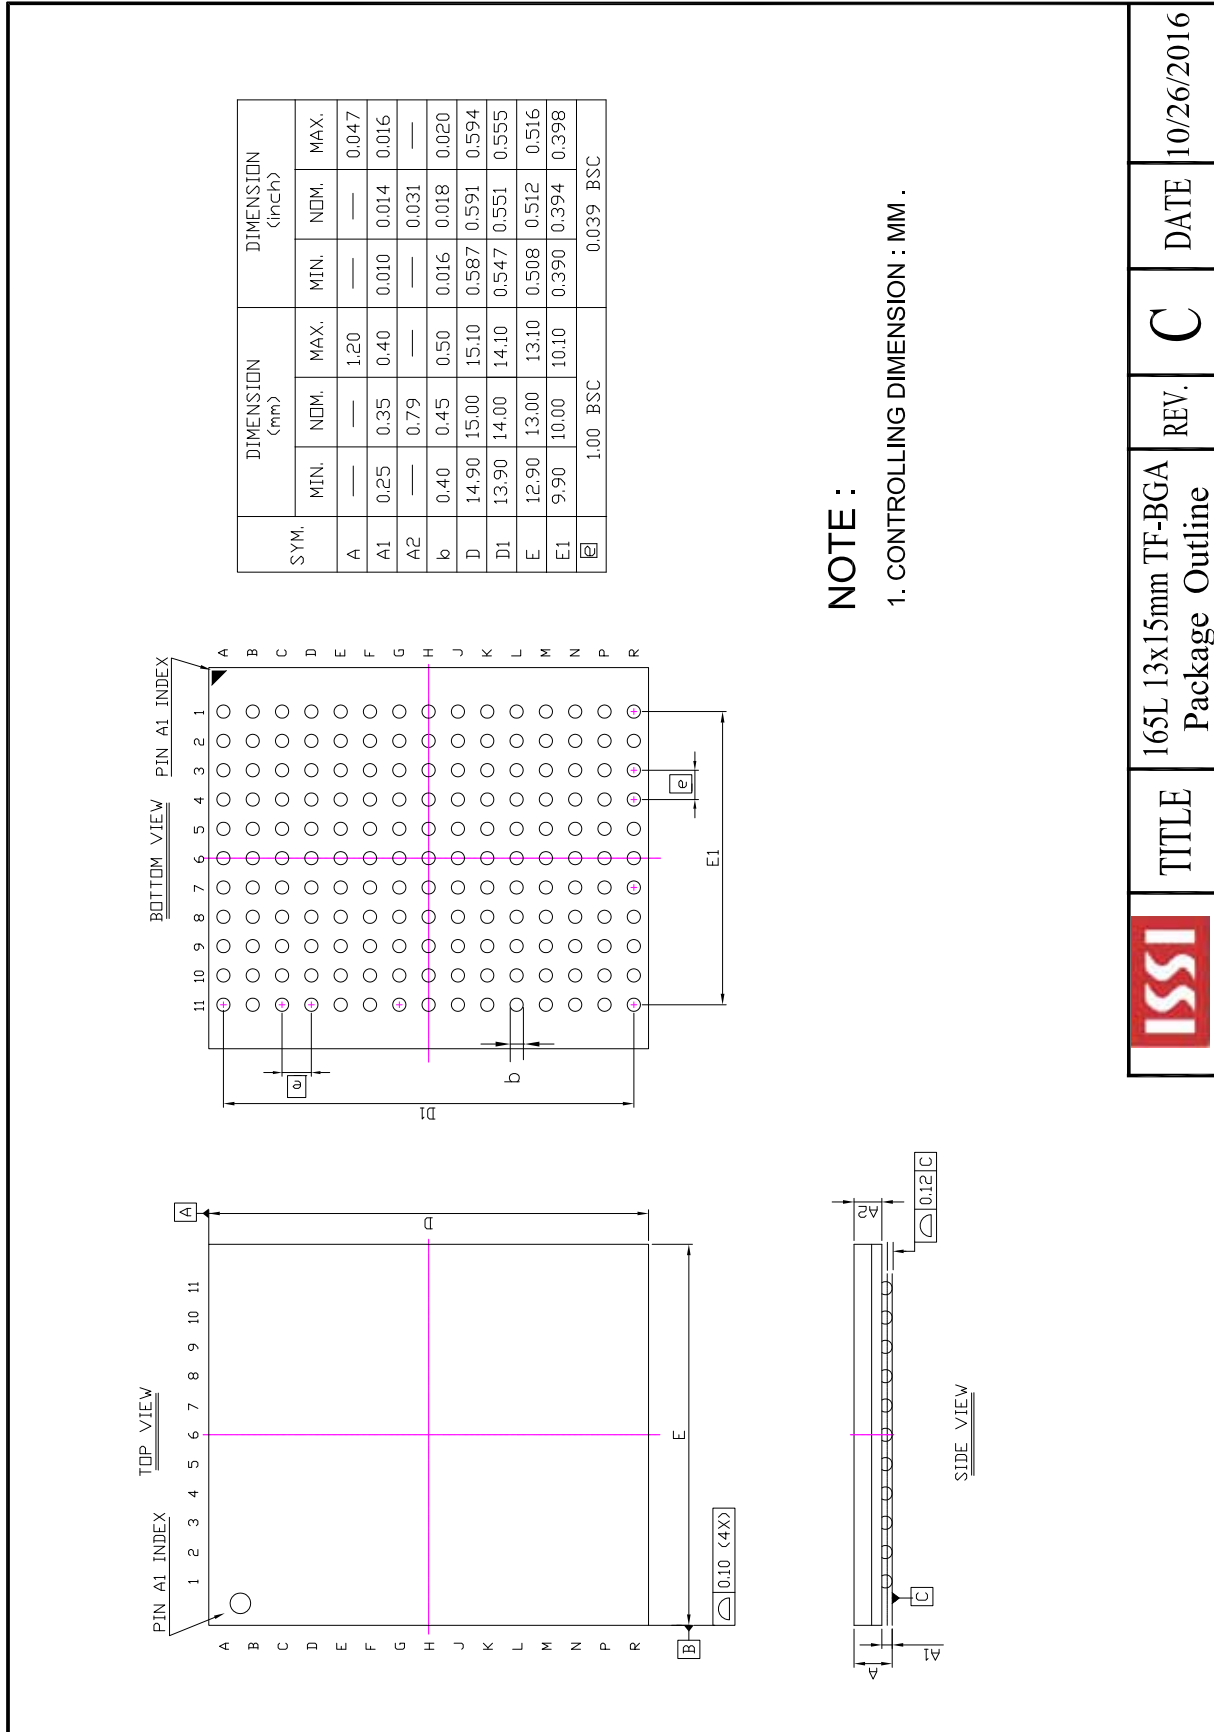 TOP VIEW
PIN A1 INDEX
1 2 3 4 5 6 7 8 9 10 11
A
B
C
D
E
F
G
H
J
K
L
M
N
P
R
A
D
E
B
0.10 (4X)
BOTTOM VIEW
PIN A1 INDEX
11 10 9 8 7 6 5 4 3 2 1
A
B
C
D
E
F
G
H
J
K
L
M
N
P
R
e
D1
b
e
E1
SYM. DIMENSION (mm) DIMENSION (inch)
MIN. NOM. MAX. MIN. NOM. MAX.
A — — 1.20 — — 0.047
A1 0.25 0.35 0.40 0.010 0.014 0.016
A2 — 0.79 — — 0.031 —
b 0.40 0.45 0.50 0.016 0.018 0.020
D 14.90 15.00 15.10 0.587 0.591 0.594
D1 13.90 14.00 14.10 0.547 0.551 0.555
E 12.90 13.00 13.10 0.508 0.512 0.516
E1 9.90 10.00 10.10 0.390 0.394 0.398
e 1.00 BSC 0.039 BSC
A
A1
A2
C
0.12 C
SIDE VIEW
NOTE :
1. CONTROLLING DIMENSION : MM .
ISSI
TITLE
165L 13x15mm TF-BGA
Package Outline
REV.
C
DATE
10/26/2016